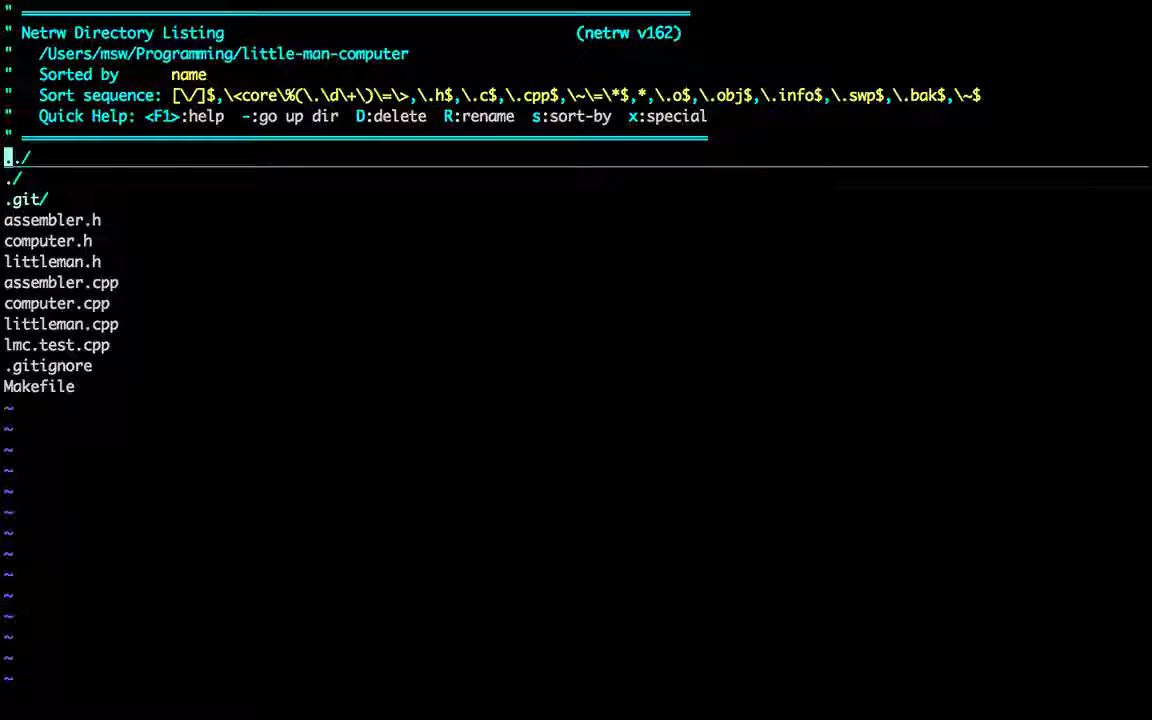 " ============================================================================
" Netrw Directory Listing                                        (netrw v162)
"   /Users/msw/Programming/little-man-computer
"   Sorted by      name
"   Sort sequence: [\/]$,\<core\%(\.\d\+\)\=\>,\.h$,\.c$,\.cpp$,\~\=\*$,*,\.o$,\.obj$,\.info$,\.swp$,\.bak$,\~$
"   Quick Help: <F1>:help  -:go up dir  D:delete  R:rename  s:sort-by  x:special
" ==============================================================================
../
./
.git/
assembler.h
computer.h
littleman.h
assembler.cpp
computer.cpp
littleman.cpp
lmc.test.cpp
.gitignore
Makefile
~
~
~
~
~
~
~
~
~
~
~
~
~
~